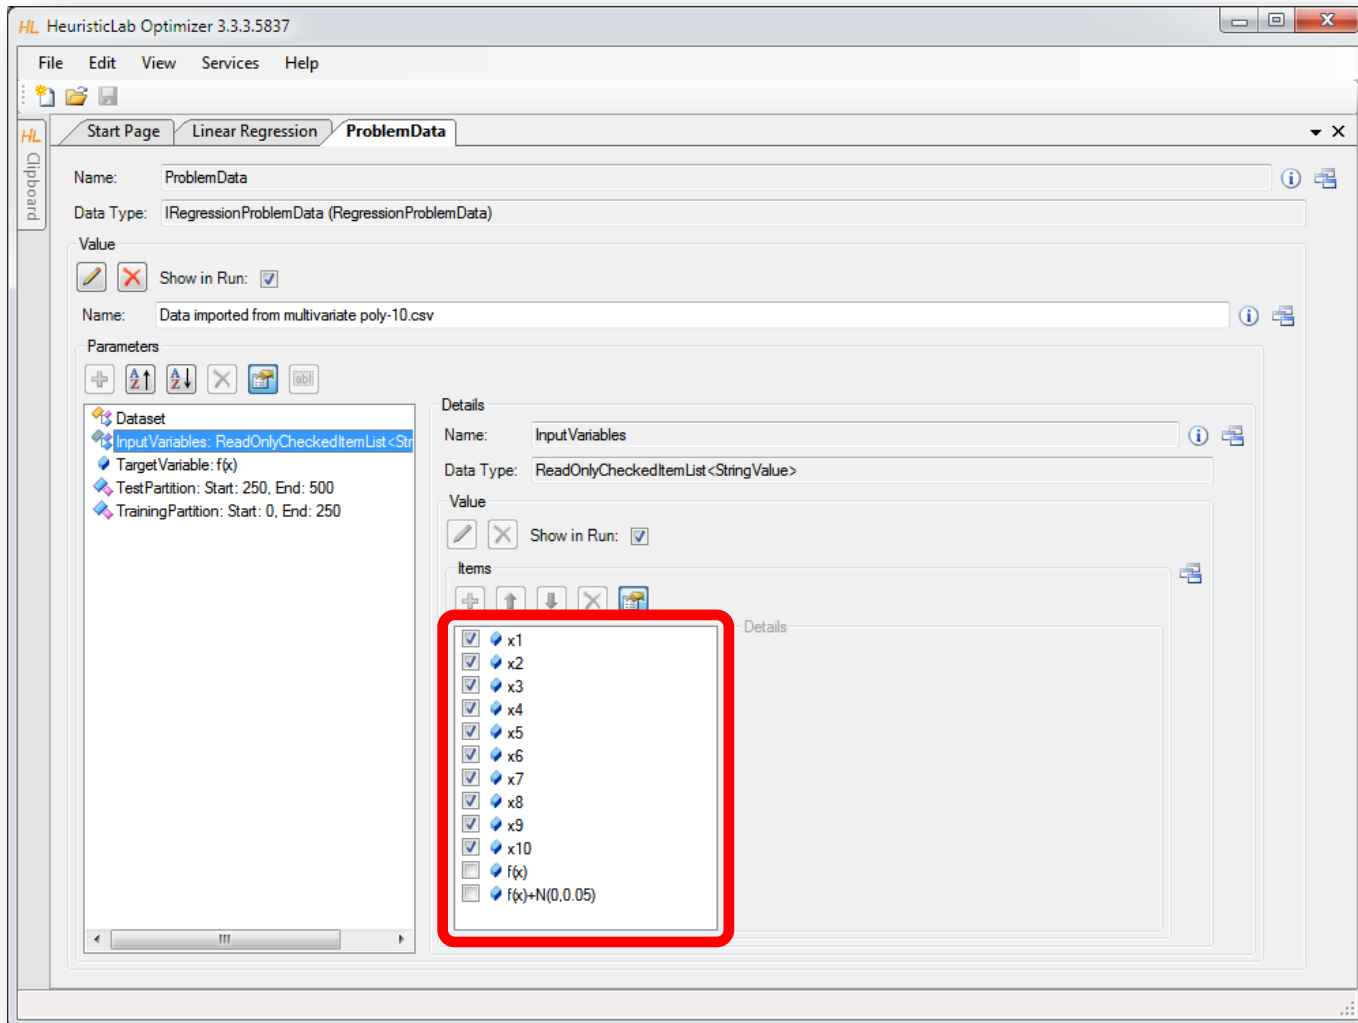 HL HeuristicLab Optimizer 3.3.3.5837
File Edit View Services Help
HL Clipboard
Start Page Linear Regression ProblemData
Name: ProblemData
Data Type: IRegressionProblemData (RegressionProblemData)
Value
Show in Run:
Name: Data imported from multivariate poly-10.csv
Parameters
Dataset
InputVariables: ReadOnlyCheckedItemList<Str
TargetVariable: f(x)
TestPartition: Start: 250, End: 500
TrainingPartition: Start: 0, End: 250
Details
Name: InputVariables
Data Type: ReadOnlyCheckedItemList<StringValue>
Value
Show in Run:
Items
x1
x2
x3
x4
x5
x6
x7
x8
x9
x10
f(x)
f(x)+N(0,0.05)
Details